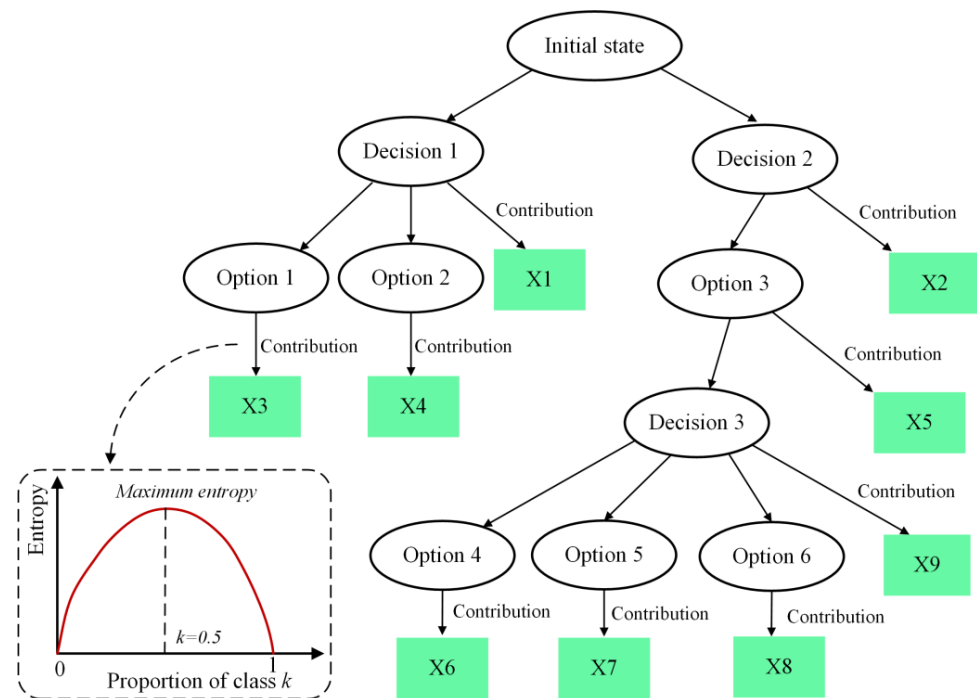 Initial state
Decision 1
Decision 2
Contribution
Contribution
Option 1
Option 2
X1
Option 3
X2
Contribution
Contribution
Contribution
X3
X4
X5
Decision 3
Maximum entropy
Entropy
Contribution
Option 4
Option 5
Option 6
X9
Contribution
Contribution
Contribution
k=0.5
X6
X7
X8
0
1
Proportion of class k